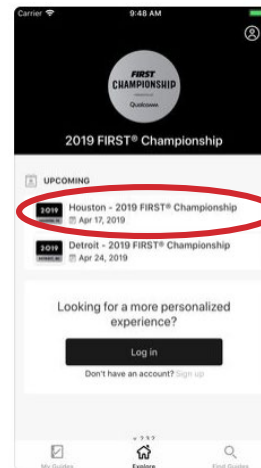 Carrier 9:48 AM
FIRST
CHAMPIONSHIP
Qualcomm
2019 FIRST® Championship
UPCOMING
2019 Houston - 2019 FIRST® Championship
Apr 17, 2019
2019 Detroit - 2019 FIRST® Championship
Apr 24, 2019
Looking for a more personalized
experience?
Log in
Don't have an account? Sign up
My Guides Explore Find Guides